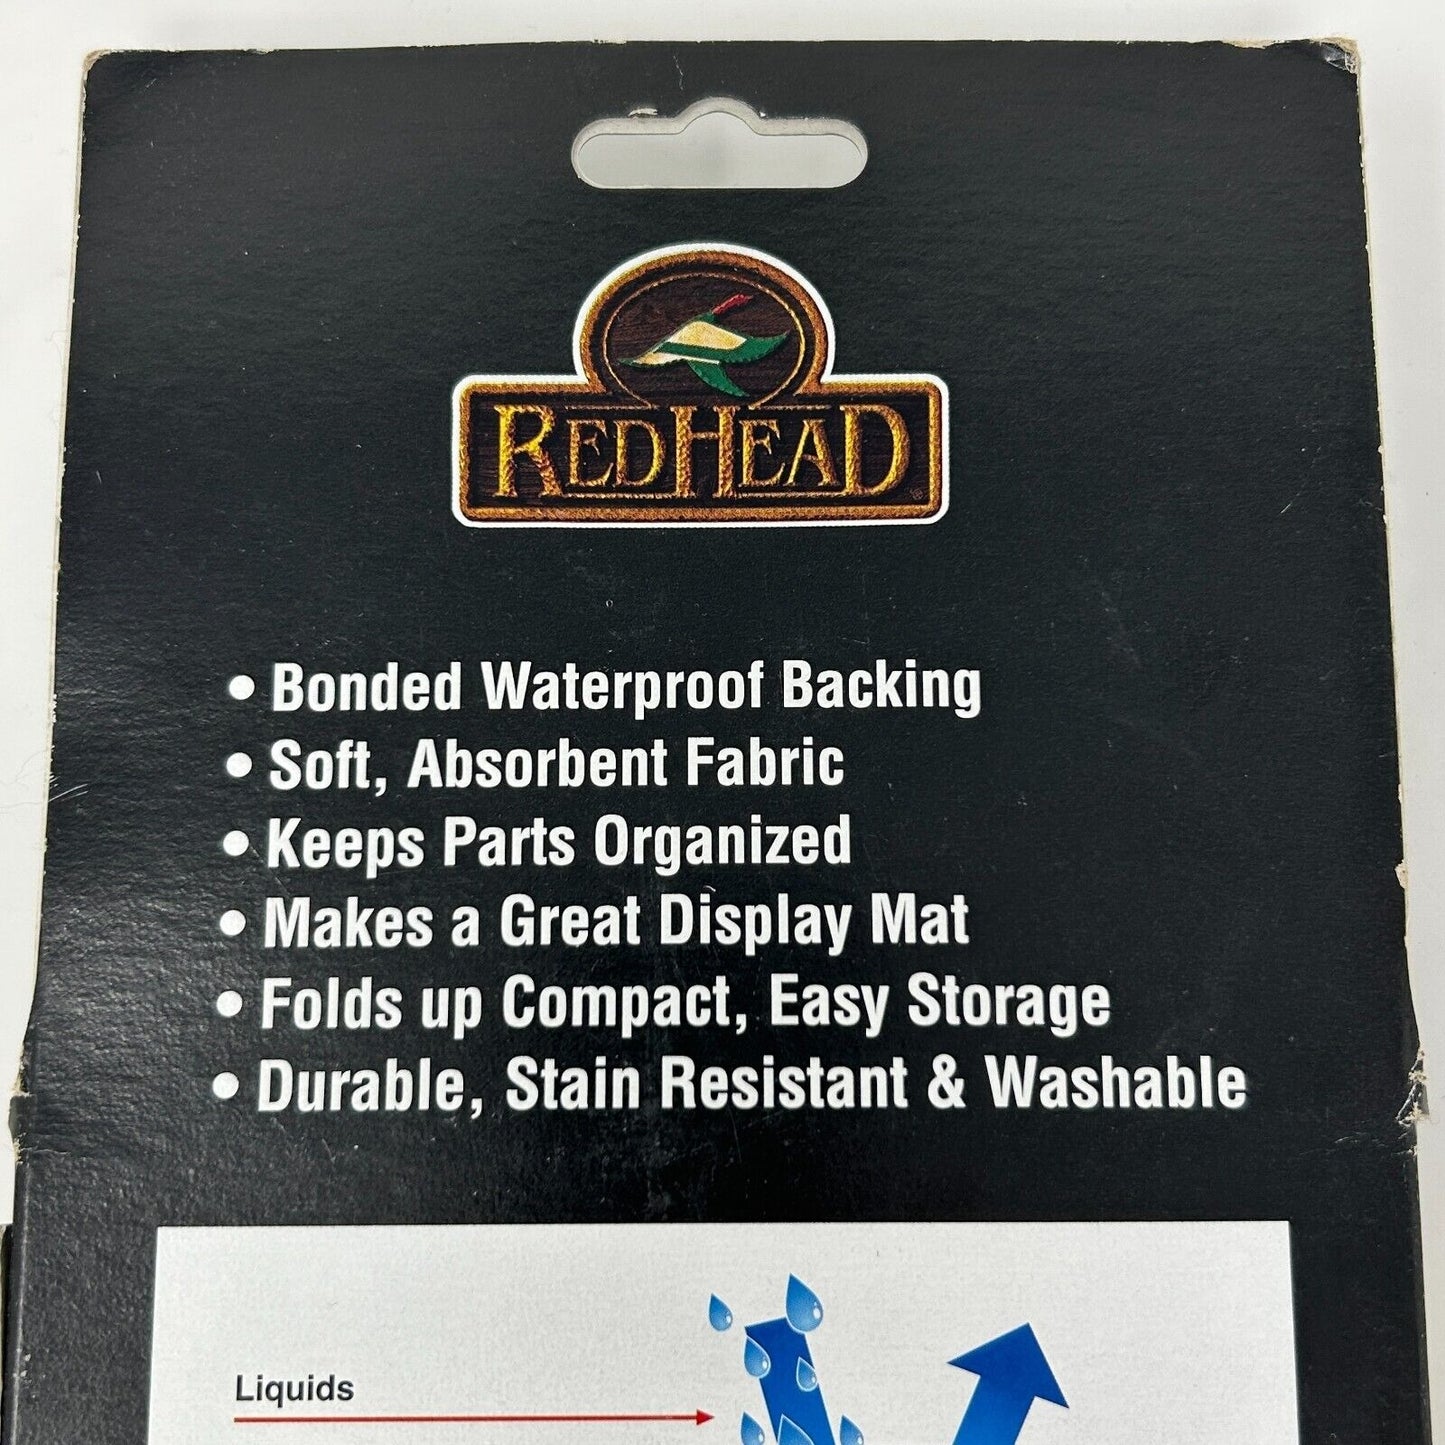 REDHEAD
• Bonded Waterproof Backing
• Soft, Absorbent Fabric
• Keeps Parts Organized
• Makes a Great Display Mat
• Folds up Compact, Easy Storage
• Durable, Stain Resistant & Washable
Liquids